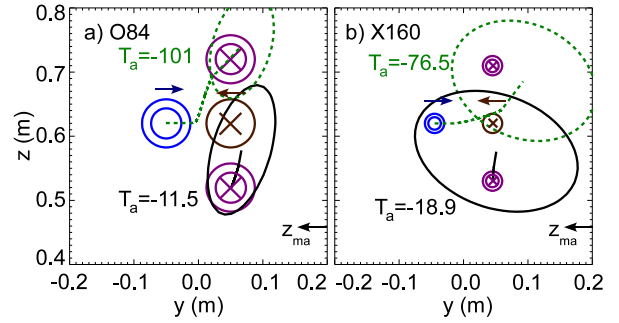 a) O84
b) X160
T_a=-101
T_a=-76.5
T_a=-11.5
T_a=-18.9
z_ma
z_ma
z (m)
0.8
0.7
0.6
0.5
0.4
-0.2 -0.1 0.0 0.1 0.2
-0.2 -0.1 0.0 0.1 0.2
y (m)
y (m)